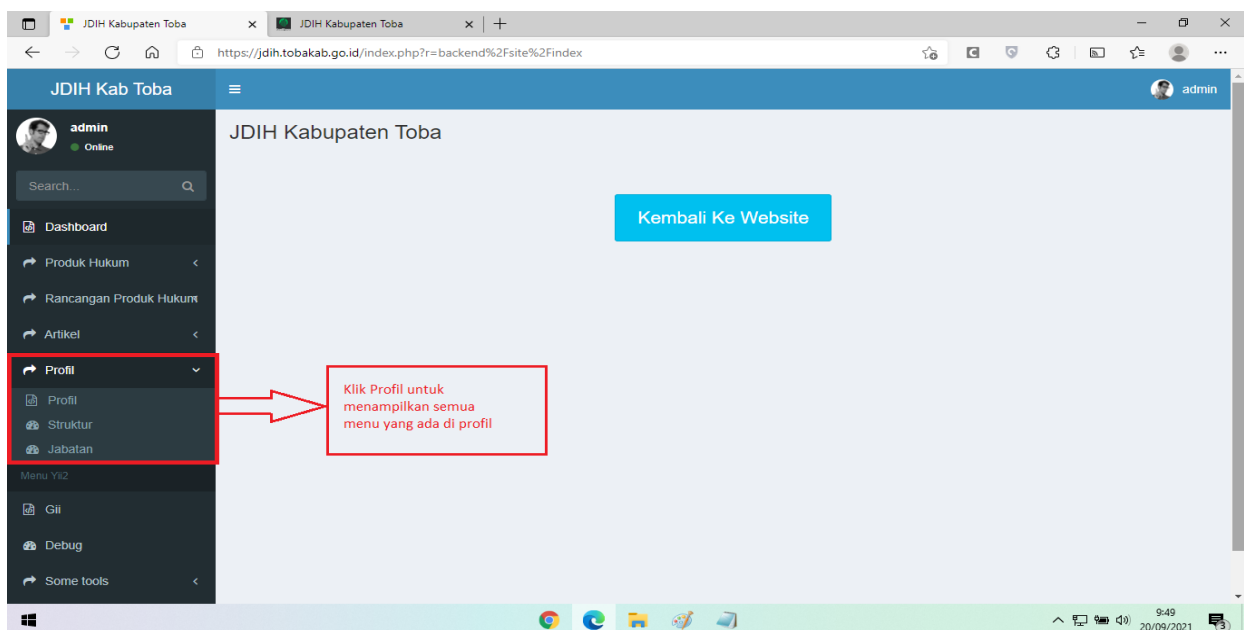 JDIH Kabupaten Toba
JDIH Kabupaten Toba
https://jdih.tobakab.go.id/index.php?r=backend%2Fsite%2Findex
JDIH Kab Toba
admin
admin
Online
JDIH Kabupaten Toba
Search...
Kembali Ke Website
Dashboard
Produk Hukum
Rancangan Produk Hukum
Artikel
Profil
Profil
Struktur
Jabatan
Klik Profil untuk
menampilkan semua
menu yang ada di profil
Menu Yii2
Gii
Debug
Some tools
9:49
20/09/2021
3